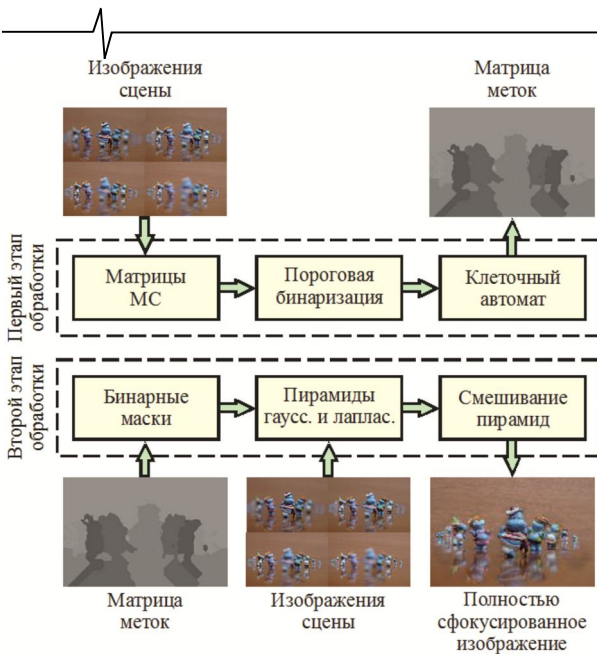 Изображения
сцены
Матрица
меток
Первый этап
обработки
Матрицы
МС
Пороговая
бинаризация
Клеточный
автомат
Второй этап
обработки
Бинарные
маски
Пирамиды
гаусс. и лаплас.
Смешивание
пирамид
Матрица
меток
Изображения
сцены
Полностью
сфокусированное
изображение